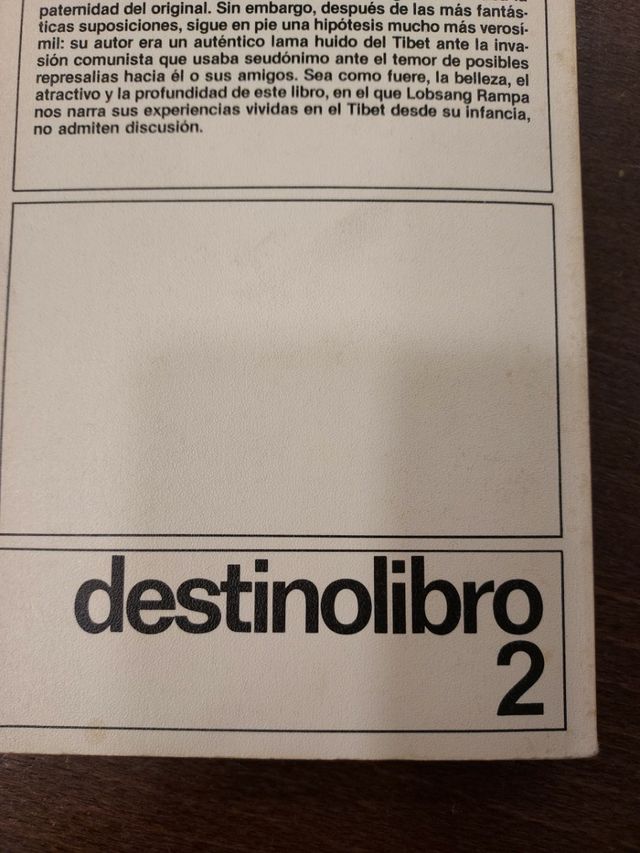 paternidad del original. Sin embargo, después de las más fantás-
ticas suposiciones, sigue en pie una hipótesis mucho más verosí-
mil: su autor era un auténtico lama huido del Tibet ante la inva-
sión comunista que usaba seudónimo ante el temor de posibles
represalias hacia él o sus amigos. Sea como fuere, la belleza, el
atractivo y la profundidad de este libro, en el que Lobsang Rampa
nos narra sus experiencias vividas en el Tibet desde su infancia,
no admiten discusión.
destinolibro
2